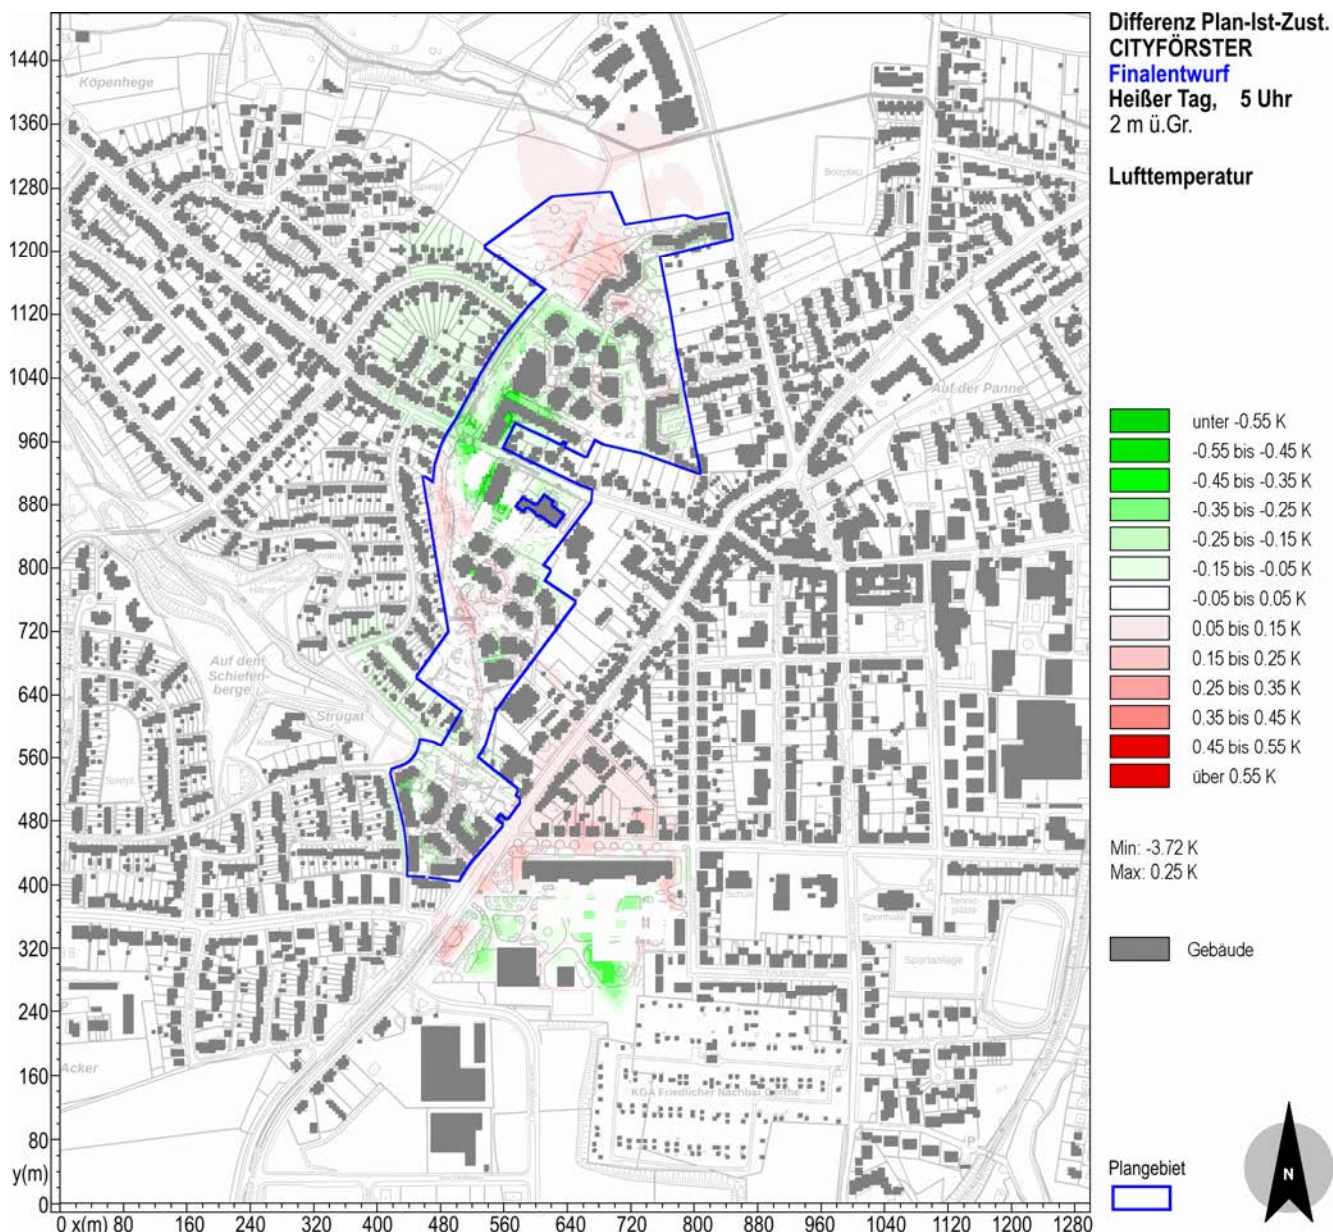 Differenz Plan-Ist-Zust.
CITYFÖRSTER
Finalentwurf
Heißer Tag, 5 Uhr
2 m ü.Gr.
Lufttemperatur
unter -0.55 K
-0.55 bis -0.45 K
-0.45 bis -0.35 K
-0.35 bis -0.25 K
-0.25 bis -0.15 K
-0.15 bis -0.05 K
-0.05 bis 0.05 K
0.05 bis 0.15 K
0.15 bis 0.25 K
0.25 bis 0.35 K
0.35 bis 0.45 K
0.45 bis 0.55 K
über 0.55 K
Min: -3.72 K
Max: 0.25 K
Gebäude
Plangebiet
N
1440
1360
1280
1200
1120
1040
960
880
800
720
640
560
480
400
320
240
160
80
y(m)
0
0 x(m) 80 160 240 320 400 480 560 640 720 800 880 960 1040 1120 1200 1280
Köpenhege
Bolzplatz
Auf der Panne
Auf dem
Schiefen-
berge
Strügat
Schule
Sporthalle
Tennis-
plätze
Sportanlage
KGA Friedlicher Nachbar Gerthe
Acker
P